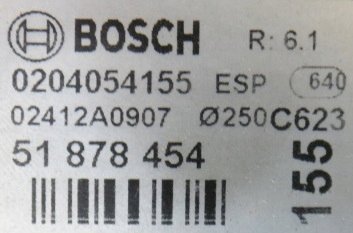 BOSCH R: 6.1
0204054155 ESP 640
02412A0907 Ø250C623
51 878 454
155